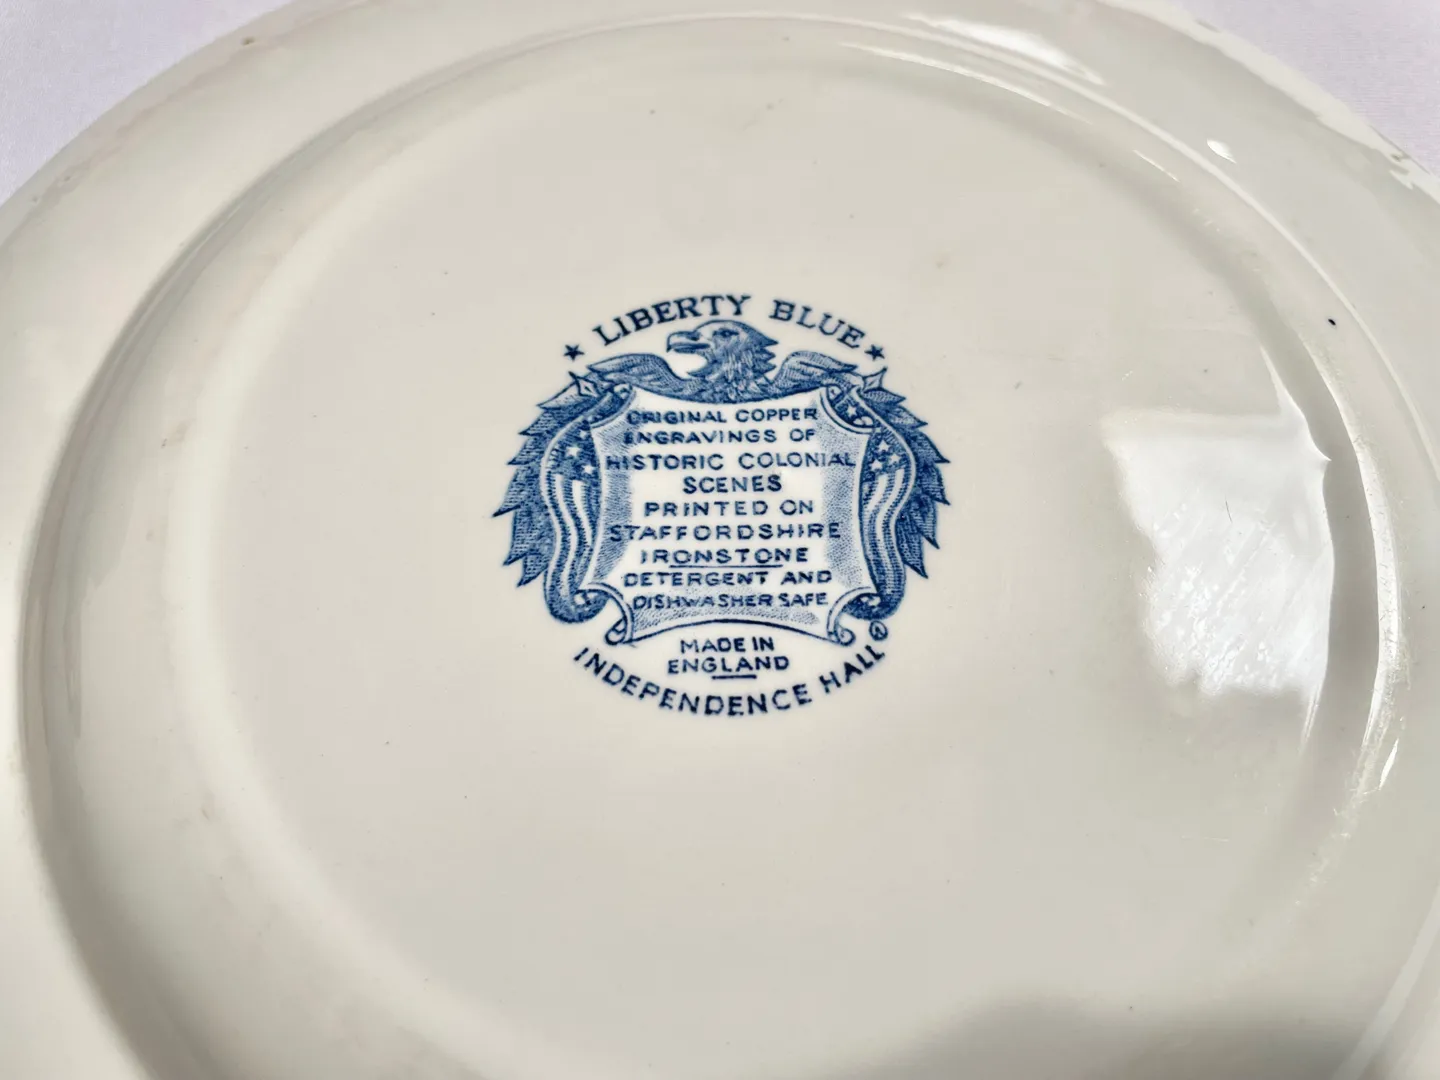 ★ LIBERTY BLUE ★
ORIGINAL COPPER
ENGRAVINGS OF
HISTORIC COLONIAL
SCENES
PRINTED ON
STAFFORDSHIRE
IRONSTONE
DETERGENT AND
DISHWASHER SAFE
MADE IN
ENGLAND
INDEPENDENCE HALL ®